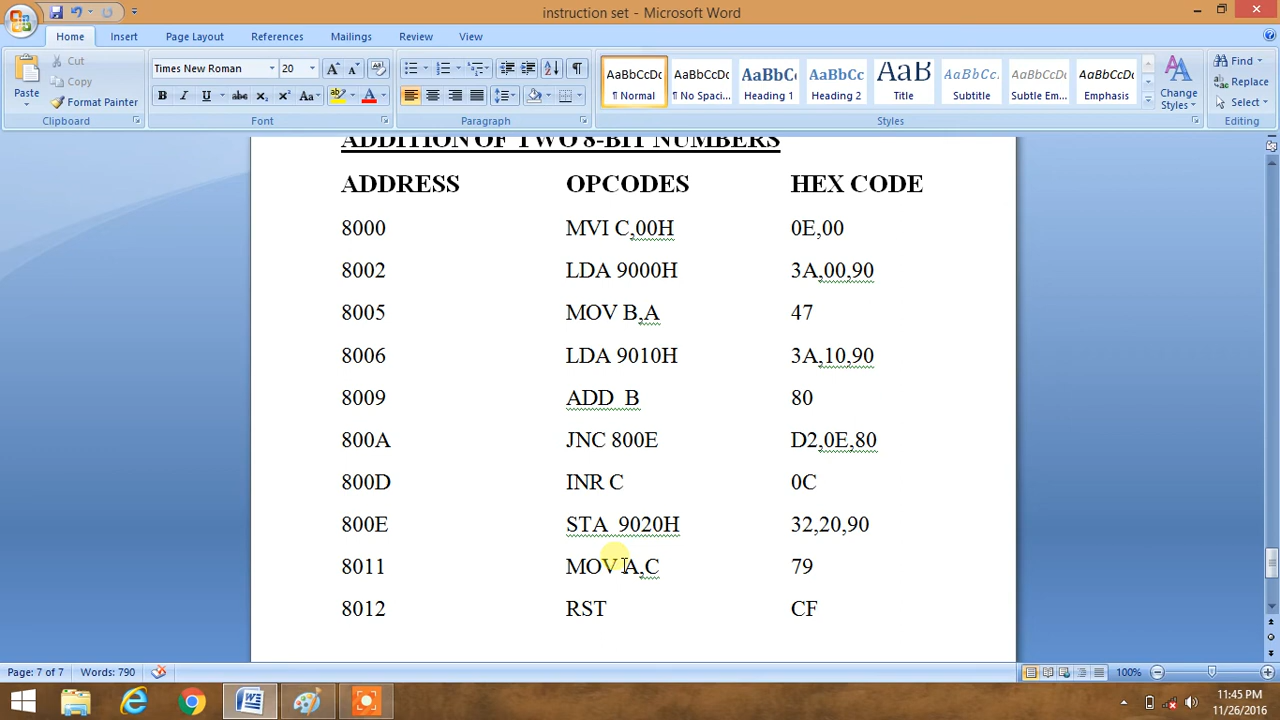 instruction set - Microsoft Word
Home Insert Page Layout References Mailings Review View
Paste
Cut
Copy
Format Painter
Clipboard
Times New Roman 20
Font
Paragraph
AaBbCcDc AaBbCcDc AaBbCc AaBbCc AaB AaBbCc. AaBbCcDc AaBbCcDc
¶ Normal ¶ No Spaci... Heading 1 Heading 2 Title Subtitle Subtle Em... Emphasis
Change Styles
Styles
Find
Replace
Select
Editing
ADDITION OF TWO 8-BIT NUMBERS
ADDRESS OPCODES HEX CODE
8000 MVI C,00H 0E,00
8002 LDA 9000H 3A,00,90
8005 MOV B,A 47
8006 LDA 9010H 3A,10,90
8009 ADD B 80
800A JNC 800E D2,0E,80
800D INR C 0C
800E STA 9020H 32,20,90
8011 MOV A,C 79
8012 RST CF
Page: 7 of 7 Words: 790 100%
11:45 PM
11/26/2016